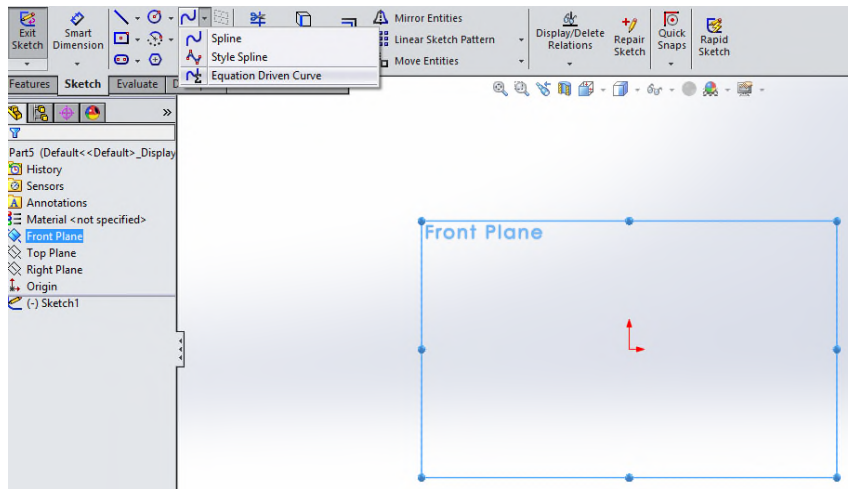 Exit Sketch
Smart Dimension
Spline
Style Spline
Equation Driven Curve
Mirror Entities
Linear Sketch Pattern
Move Entities
Display/Delete Relations
Repair Sketch
Quick Snaps
Rapid Sketch
Features Sketch Evaluate
»
Part5 (Default<<Default>_Display
History
Sensors
Annotations
Material <not specified>
Front Plane
Top Plane
Right Plane
Origin
(-) Sketch1
Front Plane